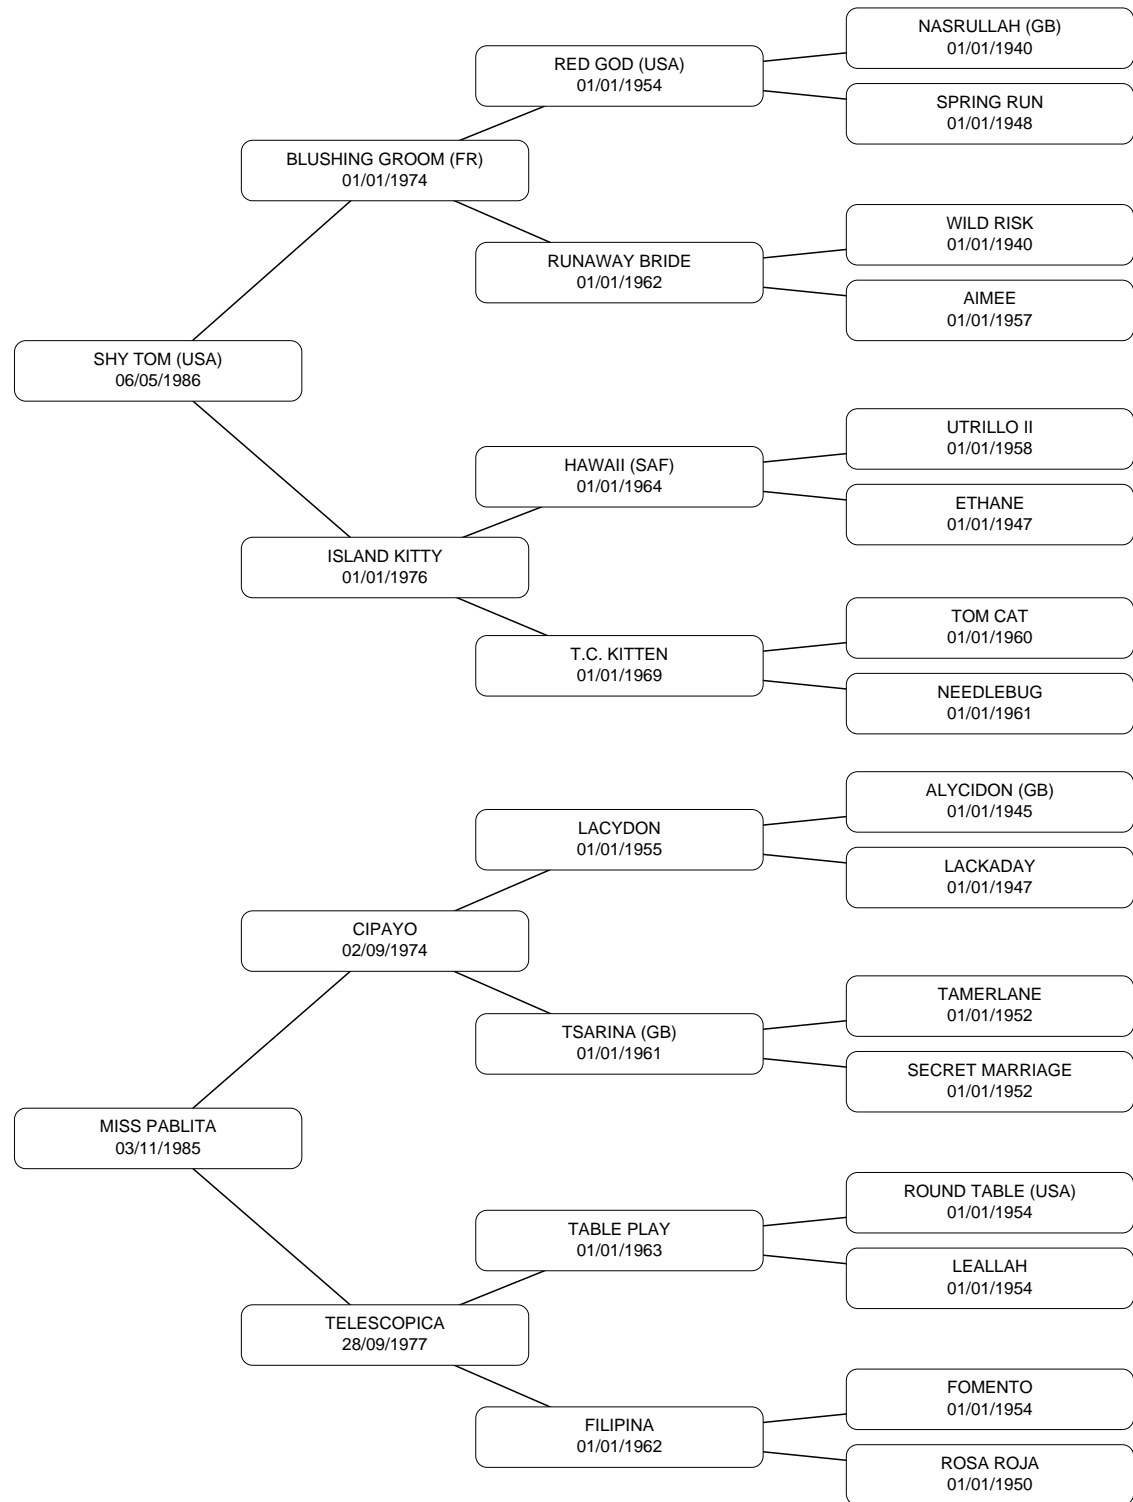 NASRULLAH (GB)
01/01/1940
RED GOD (USA)
01/01/1954
SPRING RUN
01/01/1948
BLUSHING GROOM (FR)
01/01/1974
WILD RISK
01/01/1940
RUNAWAY BRIDE
01/01/1962
AIMEE
01/01/1957
SHY TOM (USA)
06/05/1986
UTRILLO II
01/01/1958
HAWAII (SAF)
01/01/1964
ETHANE
01/01/1947
ISLAND KITTY
01/01/1976
TOM CAT
01/01/1960
T.C. KITTEN
01/01/1969
NEEDLEBUG
01/01/1961
ALYCIDON (GB)
01/01/1945
LACYDON
01/01/1955
LACKADAY
01/01/1947
CIPAYO
02/09/1974
TAMERLANE
01/01/1952
TSARINA (GB)
01/01/1961
SECRET MARRIAGE
01/01/1952
MISS PABLITA
03/11/1985
ROUND TABLE (USA)
01/01/1954
TABLE PLAY
01/01/1963
LEALLAH
01/01/1954
TELESCOPICA
28/09/1977
FOMENTO
01/01/1954
FILIPINA
01/01/1962
ROSA ROJA
01/01/1950